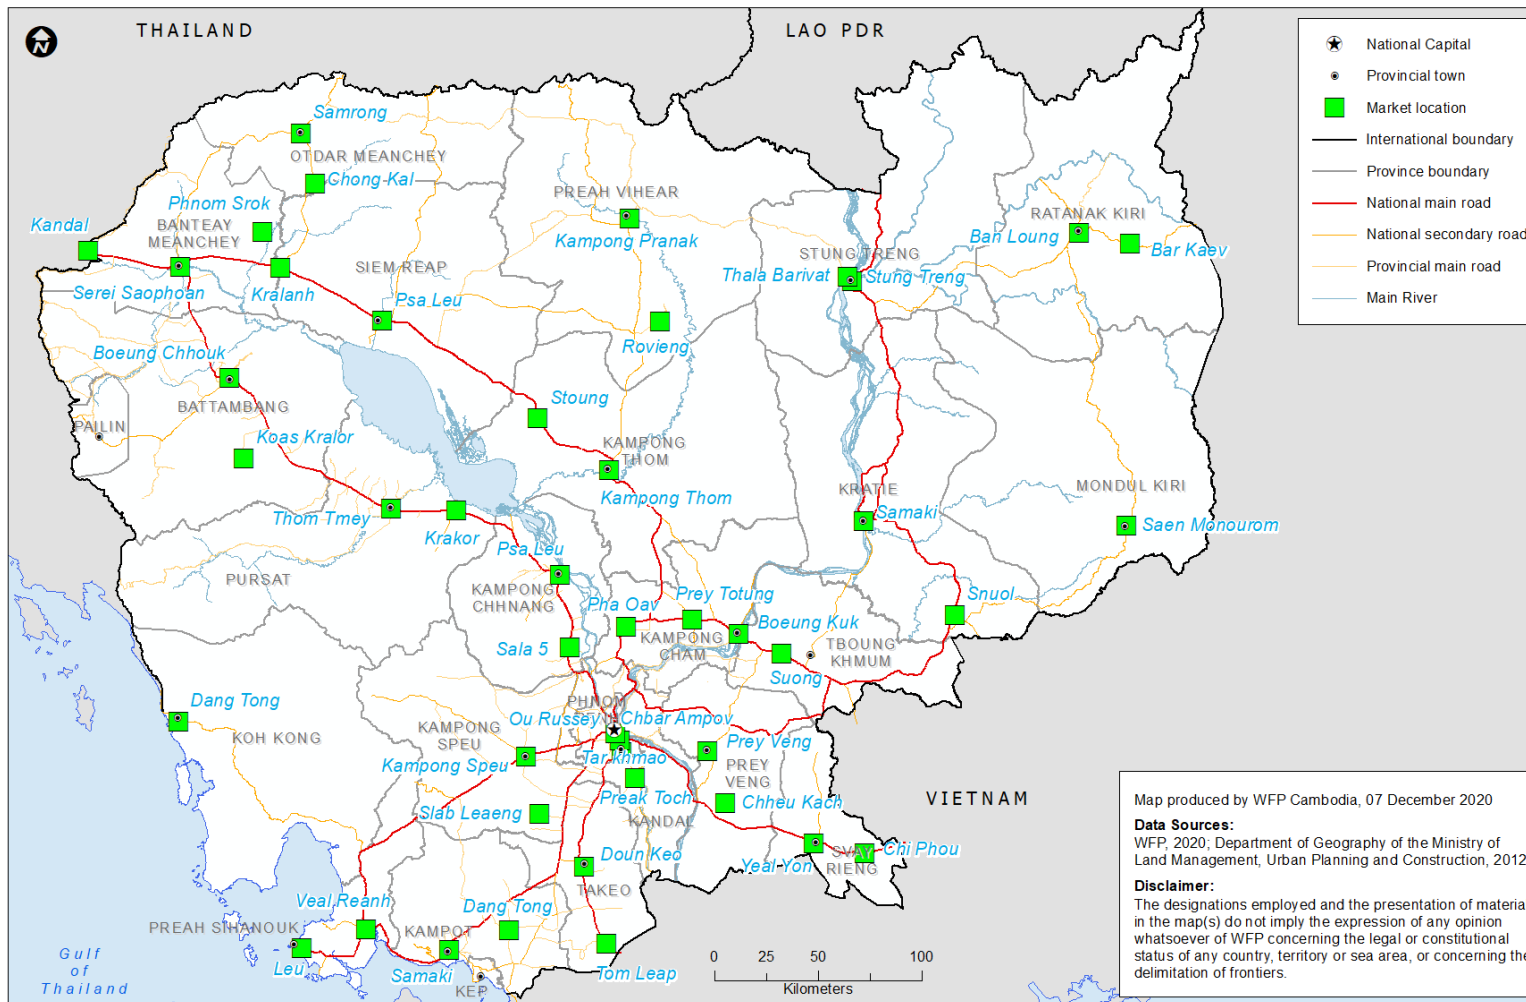 THAILAND
LAO PDR
N
National Capital
Provincial town
Market location
International boundary
Province boundary
National main road
National secondary road
Provincial main road
Main River
Samrong
OTDAR MEANCHEY
Chong-Kal
Phnom Srok
Kandal
BANTEAY
MEANCHEY
Serei Saophoan
Kralanh
SIEM REAP
Psa Leu
PREAH VIHEAR
Kampong Pranak
Rovieng
STUNG TRENG
Thala Barivat
Stung Treng
RATANAK KIRI
Ban Loung
Bar Kaev
Boeung Chhouk
BATTAMBANG
PAILIN
Koas Kralor
Stoung
KAMPONG
THOM
Kampong Thom
Thom Tmey
Krakor
Psa Leu
KRATIE
Samaki
MONDUL KIRI
Saen Monourom
PURSAT
KAMPONG
CHHNANG
Pha Oav
Prey Totung
Boeung Kuk
Snuol
KAMPONG
CHAM
TBOUNG
KHMUM
Suong
Sala 5
Dang Tong
KOH KONG
KAMPONG
SPEU
Kampong Speu
PHNOM
Ou Russey
Chbar Ampov
Tar khmao
Prey Veng
PREY
VENG
Preak Toch
Chheu Kach
Slab Leaeng
KANDAL
VIETNAM
Doun Keo
TAKEO
Yeal Yon
SVAY
RIENG
Chi Phou
Veal Reanh
PREAH SIHANOUK
Leu
KAMPOT
Dang Tong
Samaki
KEP
Tom Leap
Gulf
of
Thailand
0 25 50 100
Kilometers
Map produced by WFP Cambodia, 07 December 2020
Data Sources:
WFP, 2020; Department of Geography of the Ministry of
Land Management, Urban Planning and Construction, 2012
Disclaimer:
The designations employed and the presentation of materia
in the map(s) do not imply the expression of any opinion
whatsoever of WFP concerning the legal or constitutional
status of any country, territory or sea area, or concerning the
delimitation of frontiers.